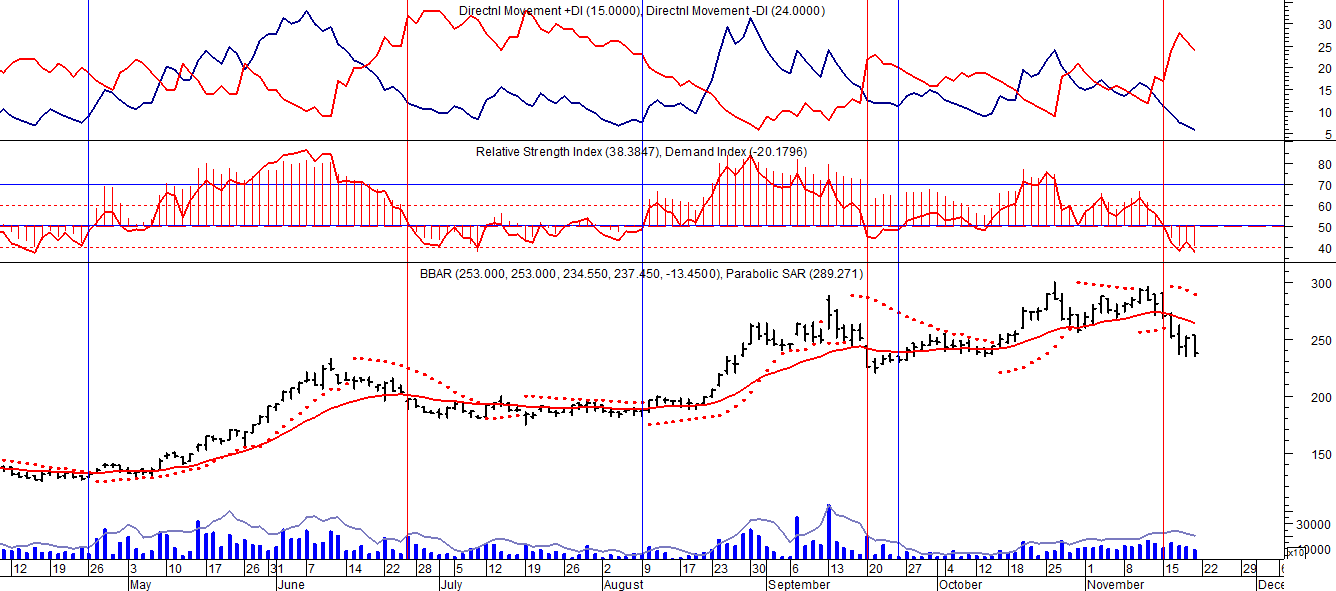 Directnl Movement +DI (15.0000), Directnl Movement -DI (24.0000)
30
25
20
15
10
5
Relative Strength Index (38.3847), Demand Index (-20.1796)
80
70
60
50
40
BBAR (253.000, 253.000, 234.550, 237.450, -13.4500), Parabolic SAR (289.271)
300
250
200
150
30000
10000
x10
12 19 26 3 10 17 26 31 7 14 22 28 5 12 19 26 2 9 17 23 30 6 13 20 27 4 12 18 25 1 8 15 22 29 6
May June July August September October November Dece